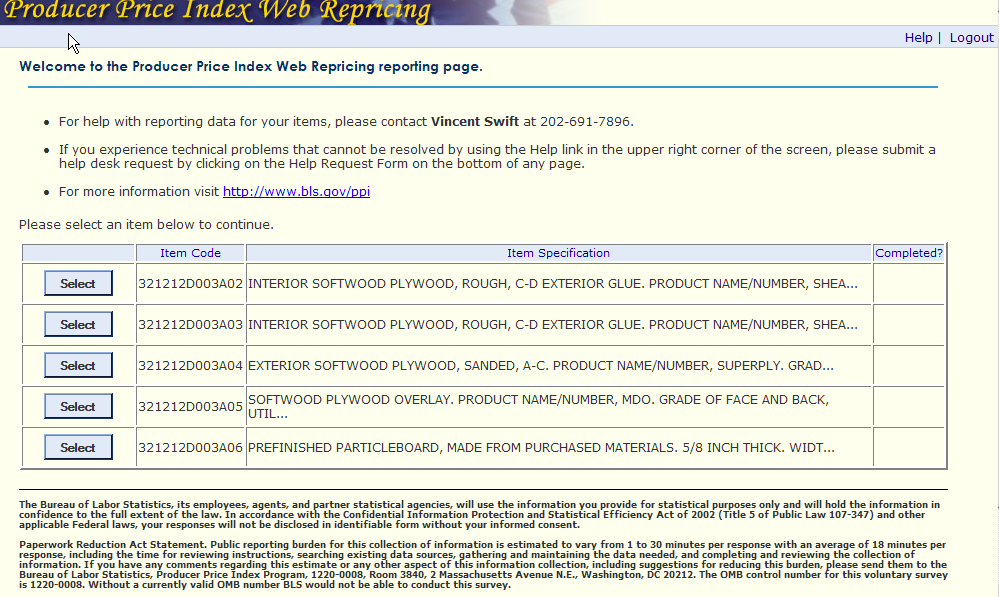 Producer Price Index Web Repricing
Help | Logout
Welcome to the Producer Price Index Web Repricing reporting page.
• For help with reporting data for your items, please contact Vincent Swift at 202-691-7896.
• If you experience technical problems that cannot be resolved by using the Help link in the upper right corner of the screen, please submit a
help desk request by clicking on the Help Request Form on the bottom of any page.
• For more information visit http://www.bls.gov/ppi
Please select an item below to continue.
Item Code Item Specification Completed?
Select 321212D003A02 INTERIOR SOFTWOOD PLYWOOD, ROUGH, C-D EXTERIOR GLUE. PRODUCT NAME/NUMBER, SHEA...
Select 321212D003A03 INTERIOR SOFTWOOD PLYWOOD, ROUGH, C-D EXTERIOR GLUE. PRODUCT NAME/NUMBER, SHEA...
Select 321212D003A04 EXTERIOR SOFTWOOD PLYWOOD, SANDED, A-C. PRODUCT NAME/NUMBER, SUPERPLY. GRAD...
Select 321212D003A05 SOFTWOOD PLYWOOD OVERLAY. PRODUCT NAME/NUMBER, MDO. GRADE OF FACE AND BACK,
UTIL...
Select 321212D003A06 PREFINISHED PARTICLEBOARD, MADE FROM PURCHASED MATERIALS. 5/8 INCH THICK. WIDT...
The Bureau of Labor Statistics, its employees, agents, and partner statistical agencies, will use the information you provide for statistical purposes only and will hold the information in
confidence to the full extent of the law. In accordance with the Confidential Information Protection and Statistical Efficiency Act of 2002 (Title 5 of Public Law 107-347) and other
applicable Federal laws, your responses will not be disclosed in identifiable form without your informed consent.
Paperwork Reduction Act Statement. Public reporting burden for this collection of information is estimated to vary from 1 to 30 minutes per response with an average of 18 minutes per
response, including the time for reviewing instructions, searching existing data sources, gathering and maintaining the data needed, and completing and reviewing the collection of
information. If you have any comments regarding this estimate or any other aspect of this information collection, including suggestions for reducing this burden, please send them to the
Bureau of Labor Statistics, Producer Price Index Program, 1220-0008, Room 3840, 2 Massachusetts Avenue N.E., Washington, DC 20212. The OMB control number for this voluntary survey
is 1220-0008. Without a currently valid OMB number BLS would not be able to conduct this survey.